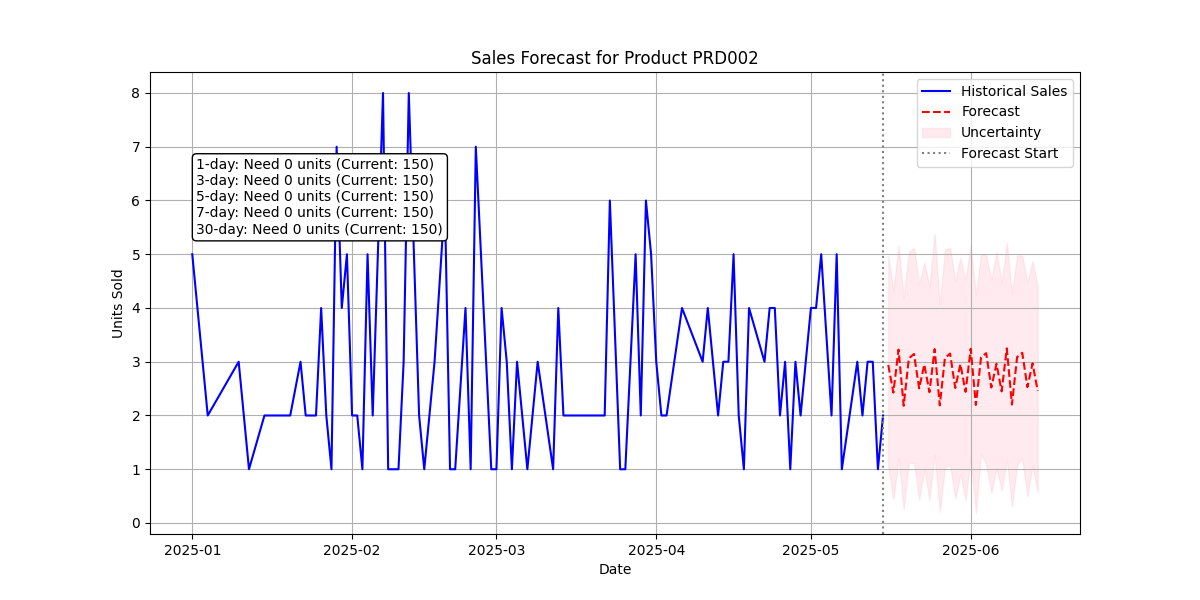 Sales Forecast for Product PRD002
Units Sold
8
7
6
5
4
3
2
1
0
1-day: Need 0 units (Current: 150)
3-day: Need 0 units (Current: 150)
5-day: Need 0 units (Current: 150)
7-day: Need 0 units (Current: 150)
30-day: Need 0 units (Current: 150)
Historical Sales
Forecast
Uncertainty
Forecast Start
2025-01
2025-02
2025-03
2025-04
2025-05
2025-06
Date